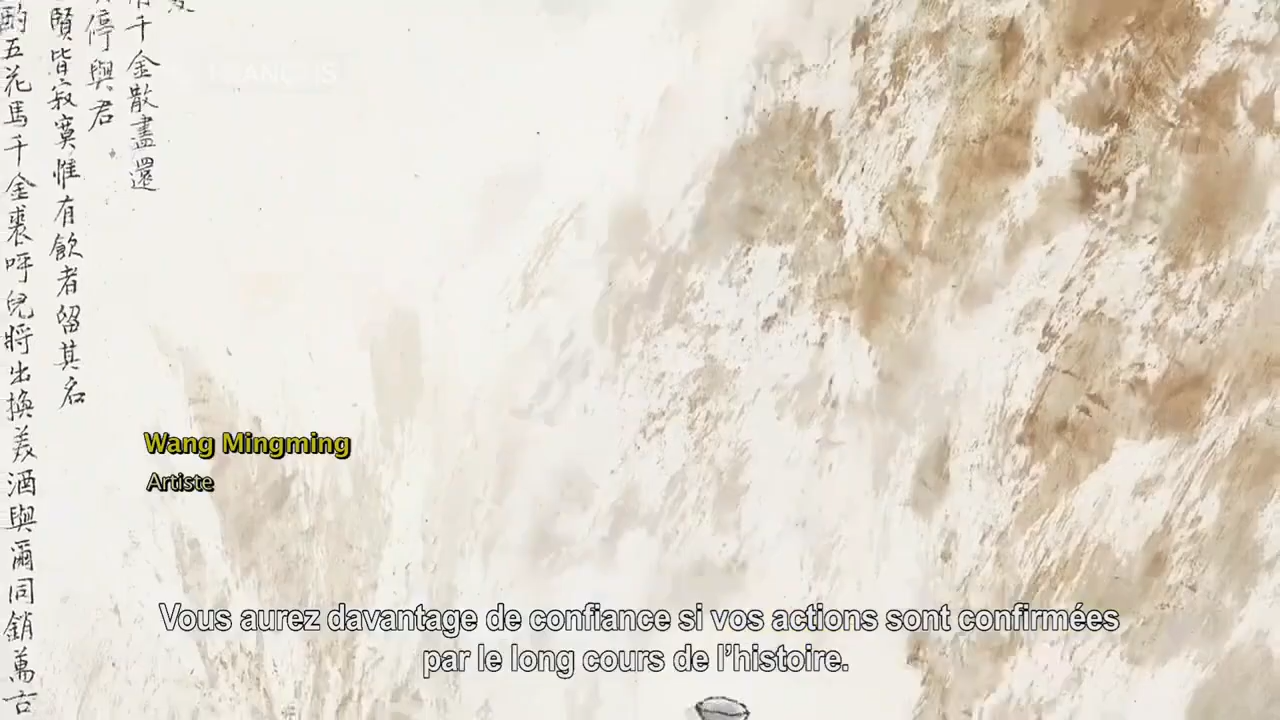 千金散盡還
停與君
賢皆寂寞惟有飲者留其名
酌五花馬千金裘呼兒將出換美酒與爾同銷萬古
Wang Mingming
Artiste
Vous aurez davantage de confiance si vos actions sont confirmées
par le long cours de l’histoire.